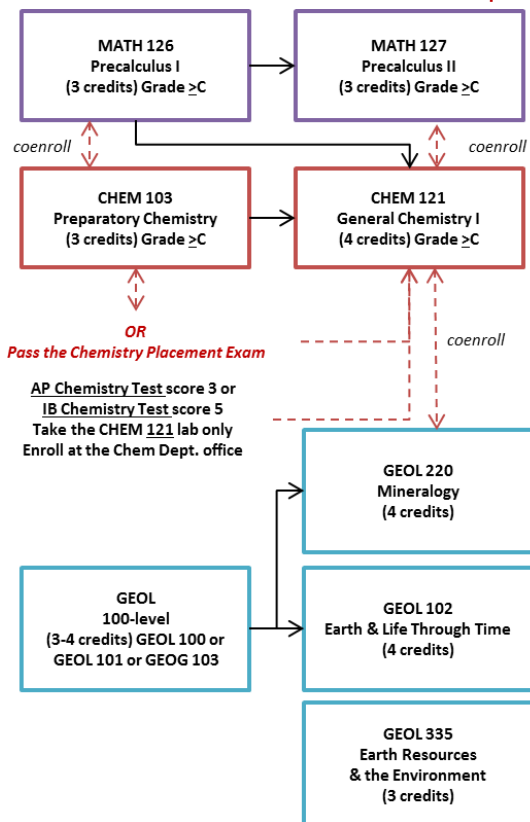 MATH 126
Precalculus I
(3 credits) Grade >C
MATH 127
Precalculus II
(3 credits) Grade >C
coenroll
coenroll
CHEM 103
Preparatory Chemistry
(3 credits) Grade >C
CHEM 121
General Chemistry I
(4 credits) Grade >C
OR
Pass the Chemistry Placement Exam
coenroll
AP Chemistry Test score 3 or
IB Chemistry Test score 5
Take the CHEM 121 lab only
Enroll at the Chem Dept. office
GEOL 220
Mineralogy
(4 credits)
GEOL
100-level
(3-4 credits) GEOL 100 or
GEOL 101 or GEOG 103
GEOL 102
Earth & Life Through Time
(4 credits)
GEOL 335
Earth Resources
& the Environment
(3 credits)